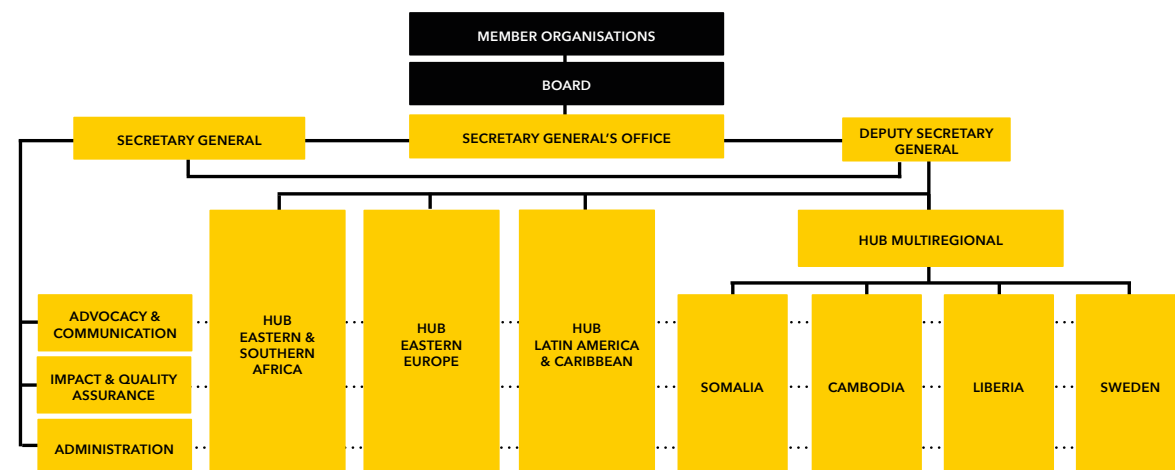 MEMBER ORGANISATIONS
BOARD
SECRETARY GENERAL
SECRETARY GENERAL'S OFFICE
DEPUTY SECRETARY
GENERAL
HUB MULTIREGIONAL
ADVOCACY &
COMMUNICATION
IMPACT & QUALITY
ASSURANCE
ADMINISTRATION
HUB
EASTERN &
SOUTHERN
AFRICA
HUB
EASTERN
EUROPE
HUB
LATIN AMERICA
& CARIBBEAN
SOMALIA
CAMBODIA
LIBERIA
SWEDEN